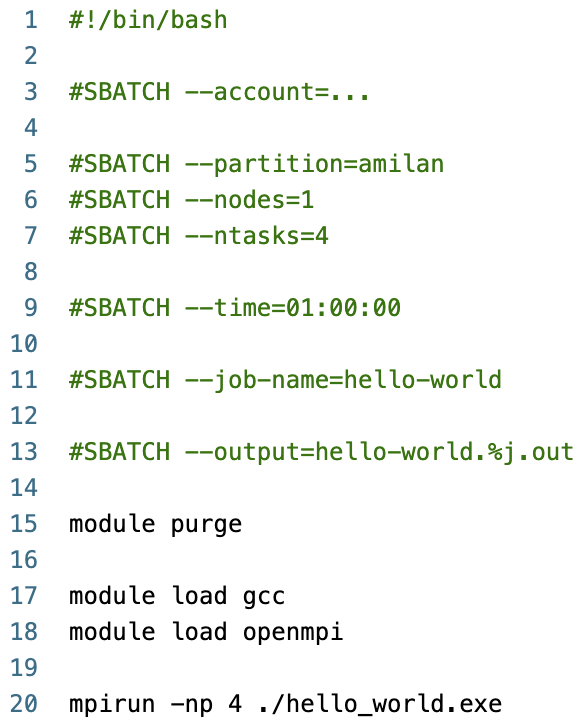 1 #!/bin/bash
2
3 #SBATCH --account=...
4
5 #SBATCH --partition=amilan
6 #SBATCH --nodes=1
7 #SBATCH --ntasks=4
8
9 #SBATCH --time=01:00:00
10
11 #SBATCH --job-name=hello-world
12
13 #SBATCH --output=hello-world.%j.out
14
15 module purge
16
17 module load gcc
18 module load openmpi
19
20 mpirun -np 4 ./hello_world.exe